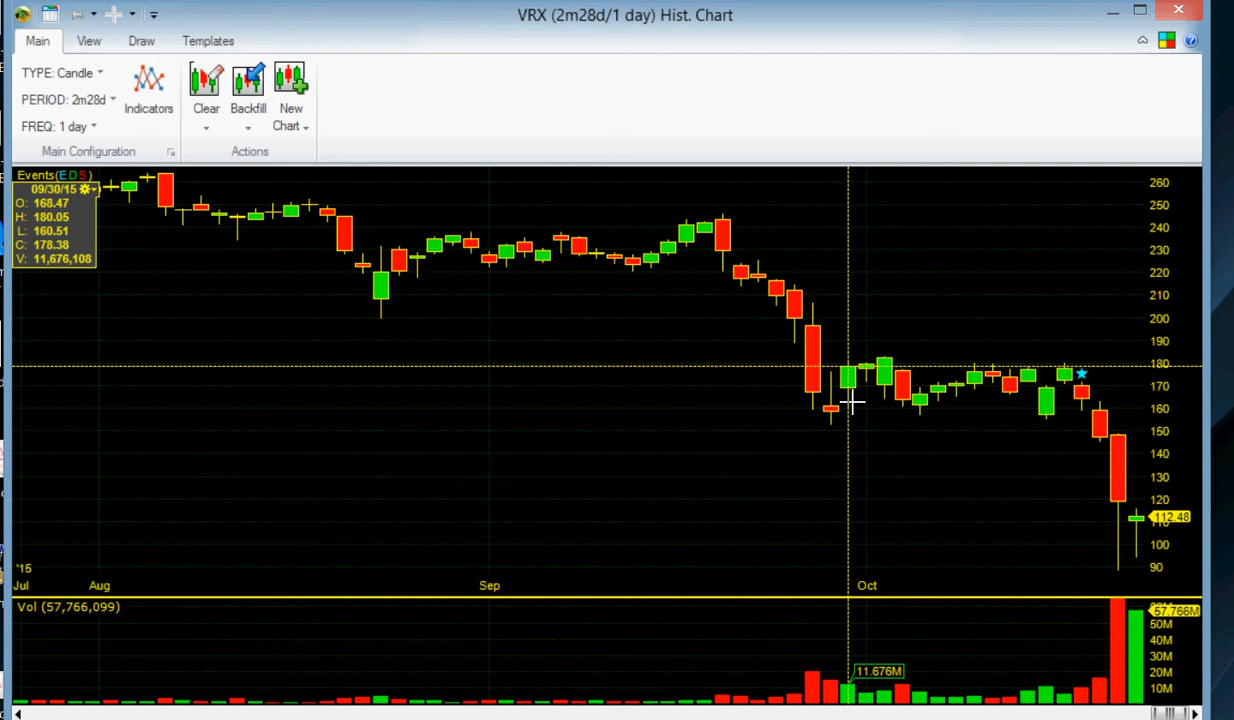 VRX (2m28d/1 day) Hist. Chart
Main View Draw Templates
TYPE: Candle
PERIOD: 2m28d
FREQ: 1 day
Indicators
Clear
Backfill
New
Chart
Main Configuration
Actions
Events(EDS)
09/30/15
O: 168.47
H: 180.05
L: 160.51
C: 178.38
V: 11,676,108
260
250
240
230
220
210
200
190
180
170
160
150
140
130
120
112.48
100
90
'15
Jul Aug Sep Oct
Vol (57,766,099)
57.766M
50M
40M
30M
20M
10M
11.676M